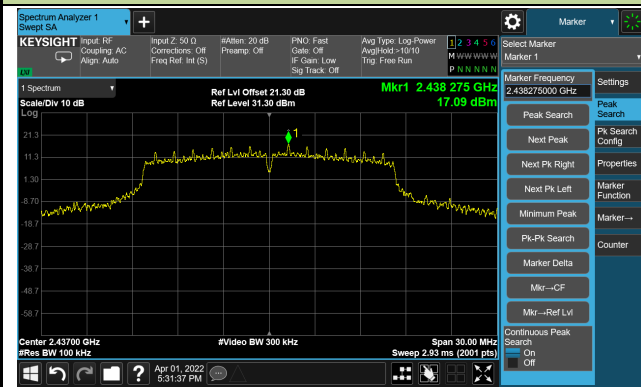 Spectrum Analyzer 1
Swept SA
Marker
KEYSIGHT
Input: RF
Coupling: AC
Align: Auto
Input Z: 50 Ω
Corrections: Off
Freq Ref: Int (S)
#Atten: 20 dB
Preamp: Off
PNO: Fast
Gate: Off
IF Gain: Low
Sig Track: Off
Avg Type: Log-Power
Avg|Hold:>10/10
Trig: Free Run
1 2 3 4 5 6
M W W W W W
P N N N N N
LXI
1 Spectrum
Scale/Div 10 dB
Log
Ref Lvl Offset 21.30 dB
Ref Level 31.30 dBm
Mkr1 2.438 275 GHz
17.09 dBm
21.3
11.3
1.30
-8.70
-18.7
-28.7
-38.7
-48.7
-58.7
1
Center 2.43700 GHz
#Res BW 100 kHz
#Video BW 300 kHz
Span 30.00 MHz
Sweep 2.93 ms (2001 pts)
Apr 01, 2022
5:31:37 PM
Select Marker
Marker 1
Marker Frequency
2.438275000 GHz
Peak Search
Next Peak
Next Pk Right
Next Pk Left
Minimum Peak
Pk-Pk Search
Marker Delta
Mkr→CF
Mkr→Ref Lvl
Continuous Peak
Search
On
Off
Settings
Peak
Search
Pk Search
Config
Properties
Marker
Function
Marker→
Counter